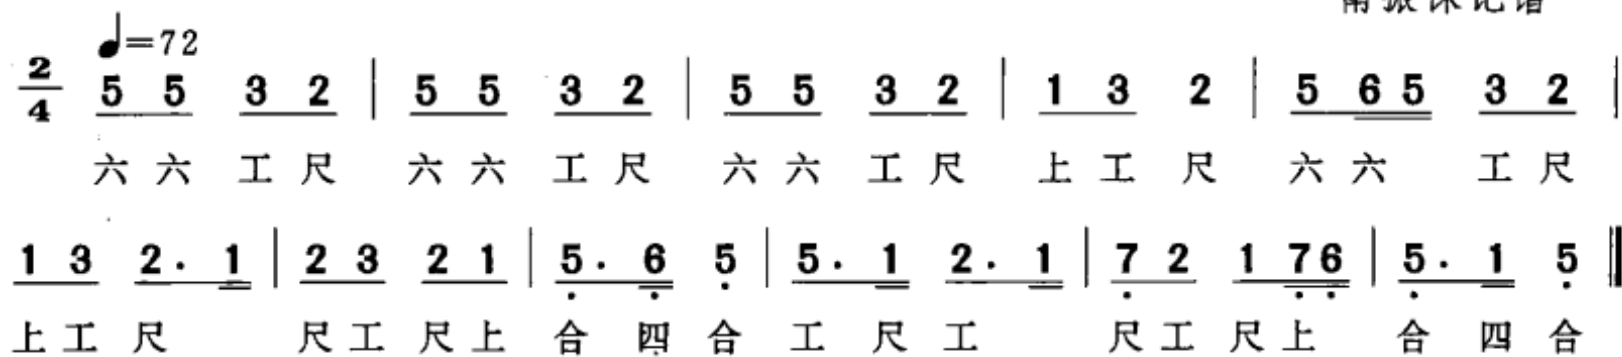 ♩=72
2/4 5 5 3 2 | 5 5 3 2 | 5 5 3 2 | 1 3 2 | 5 6 5 3 2 |
六 六 工 尺 六 六 工 尺 六 六 工 尺 上 工 尺 六 六 工 尺
1 3 2· 1 | 2 3 2 1 | 5̣· 6̣ 5̣ | 5· 1 2· 1 | 7̣ 2 1 7̣ 6̣ | 5̣· 1 5̣ ‖
上 工 尺 尺 工 尺 上 合 四 合 工 尺 工 尺 工 尺 上 合 四 合